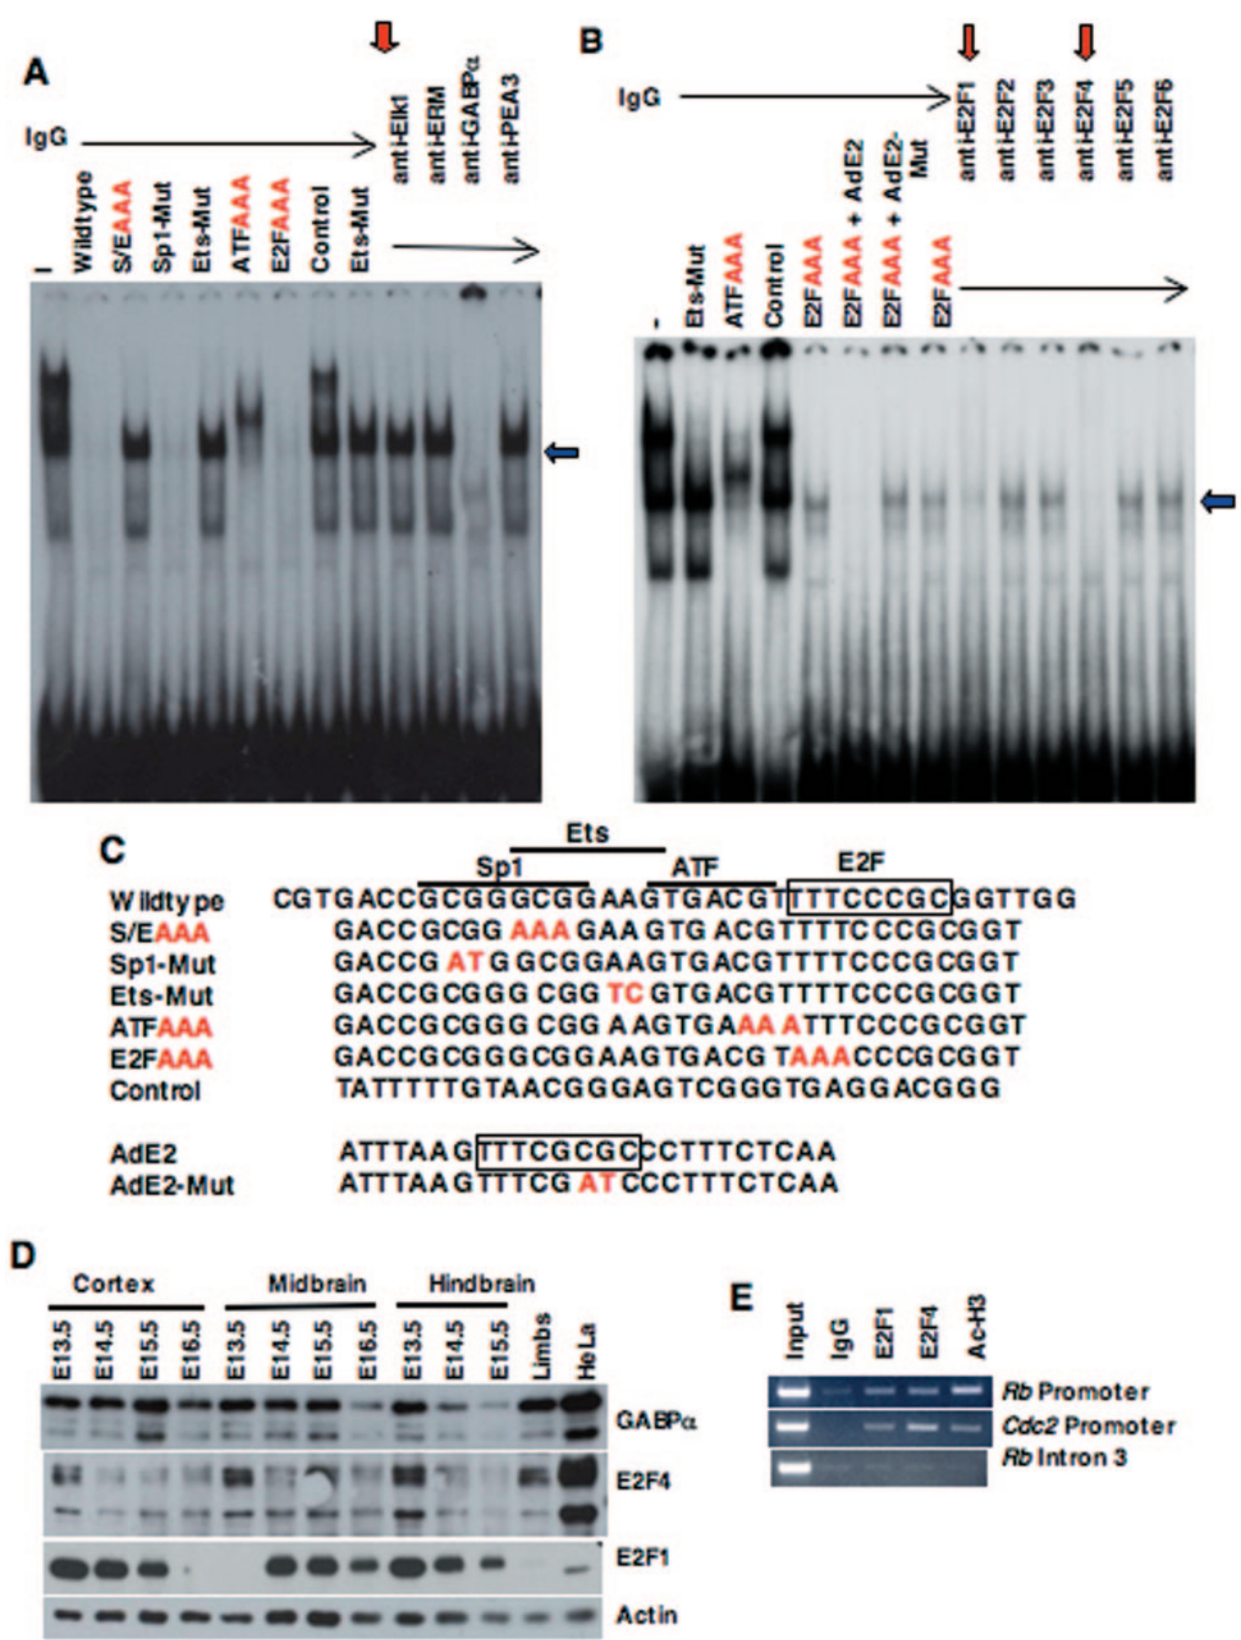 A
IgG
anti-Elk1
anti-ERM
anti-GABPα
anti-PEA3
–
Wildtype
S/EAAA
Sp1-Mut
Ets-Mut
ATFAAA
E2FAAA
Control
Ets-Mut
B
IgG
anti-E2F1
anti-E2F2
anti-E2F3
anti-E2F4
anti-E2F5
anti-E2F6
-
Ets-Mut
ATFAAA
Control
E2FAAA
E2FAAA + AdE2
E2FAAA + AdE2-
Mut
E2FAAA
C
Ets
Sp1 ATF E2F
Wildtype CGTGACCGCGGGCGGAAGTGACGTTTTCCCGCGGTTGG
S/EAAA GACCGCGG AAAGAAGTGACGTTTTCCCGCGGT
Sp1-Mut GACCGATGGCGGAAGTGACGTTTTCCCGCGGT
Ets-Mut GACCGCGGGCGGTCGTGACGTTTTCCCGCGGT
ATFAAA GACCGCGGGCGGAAGTGAAAATTTCCCGCGGT
E2FAAA GACCGCGGGCGGAAGTGACGTAAACCCGCGGT
Control TATTTTTGTAACGGGAGTCGGGTGAGGACGGG
AdE2 ATTTAAGTTTCGCGCCCTTTCTCAA
AdE2-Mut ATTTAAGTTTCGATCCCTTTCTCAA
D
Cortex Midbrain Hindbrain
E13.5
E14.5
E15.5
E16.5
E13.5
E14.5
E15.5
E16.5
E13.5
E14.5
E15.5
Limbs
HeLa
GABPα
E2F4
E2F1
Actin
E
Input
IgG
E2F1
E2F4
Ac-H3
Rb Promoter
Cdc2 Promoter
Rb Intron 3